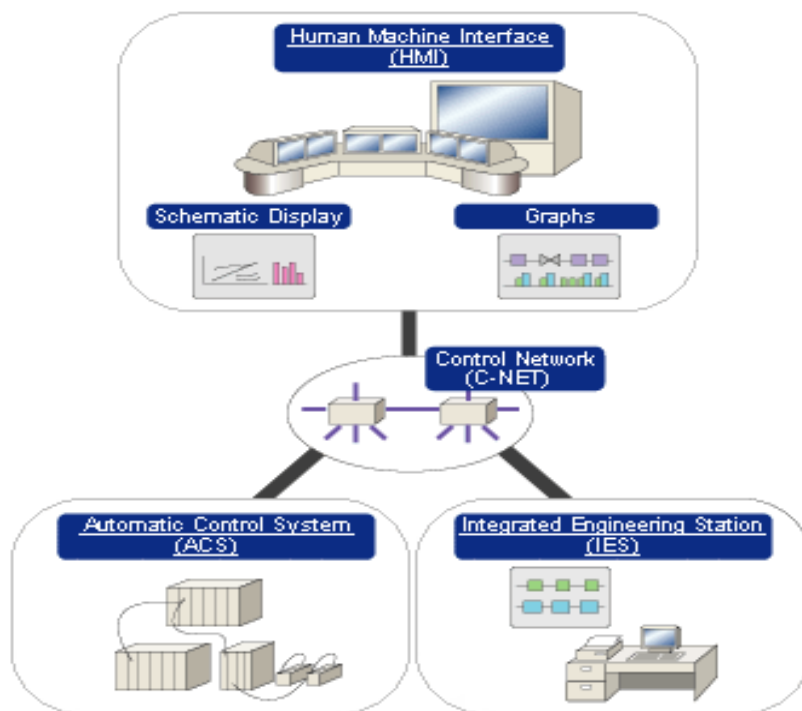 Human Machine Interface
(HMI)
Schematic Display
Graphs
Control Network
(C-NET)
Automatic Control System
(ACS)
Integrated Engineering Station
(IES)